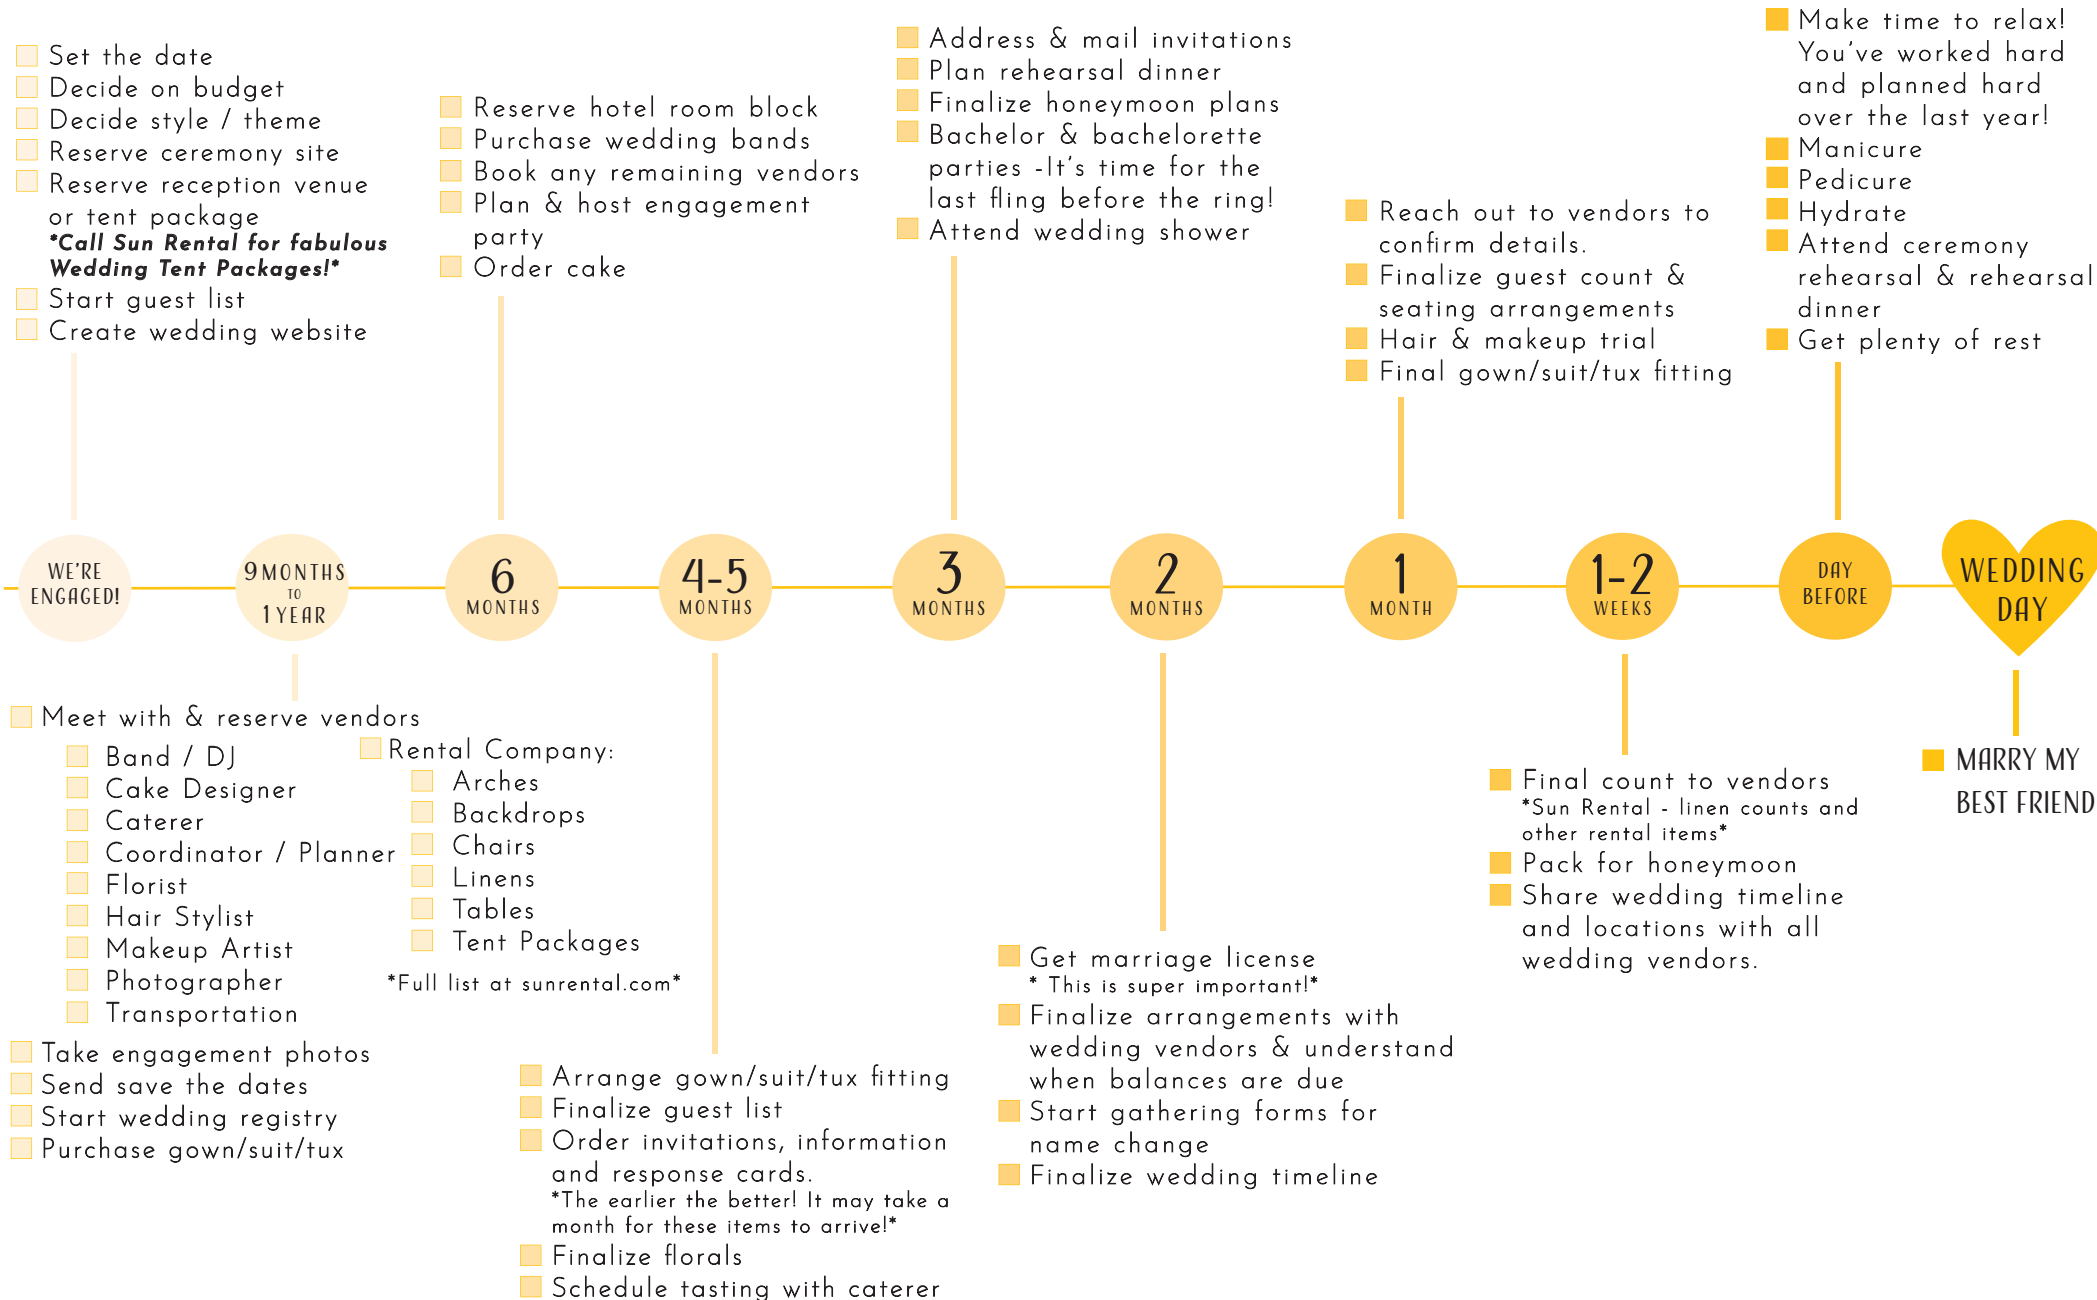 Set the date
Decide on budget
Decide style / theme
Reserve ceremony site
Reserve reception venue
or tent package
*Call Sun Rental for fabulous
Wedding Tent Packages!*
Start guest list
Create wedding website
Reserve hotel room block
Purchase wedding bands
Book any remaining vendors
Plan & host engagement
party
Order cake
Address & mail invitations
Plan rehearsal dinner
Finalize honeymoon plans
Bachelor & bachelorette
parties -It's time for the
last fling before the ring!
Attend wedding shower
Reach out to vendors to
confirm details.
Finalize guest count &
seating arrangements
Hair & makeup trial
Final gown/suit/tux fitting
Make time to relax!
You've worked hard
and planned hard
over the last year!
Manicure
Pedicure
Hydrate
Attend ceremony
rehearsal & rehearsal
dinner
Get plenty of rest
WE'RE
ENGAGED!
9 MONTHS
TO
1 YEAR
6
MONTHS
4-5
MONTHS
3
MONTHS
2
MONTHS
1
MONTH
1-2
WEEKS
DAY
BEFORE
WEDDING
DAY
Meet with & reserve vendors
Band / DJ
Cake Designer
Caterer
Coordinator / Planner
Florist
Hair Stylist
Makeup Artist
Photographer
Transportation
Rental Company:
Arches
Backdrops
Chairs
Linens
Tables
Tent Packages
*Full list at sunrental.com*
Take engagement photos
Send save the dates
Start wedding registry
Purchase gown/suit/tux
Arrange gown/suit/tux fitting
Finalize guest list
Order invitations, information
and response cards.
*The earlier the better! It may take a
month for these items to arrive!*
Finalize florals
Schedule tasting with caterer
Get marriage license
* This is super important!*
Finalize arrangements with
wedding vendors & understand
when balances are due
Start gathering forms for
name change
Finalize wedding timeline
Final count to vendors
*Sun Rental - linen counts and
other rental items*
Pack for honeymoon
Share wedding timeline
and locations with all
wedding vendors.
MARRY MY
BEST FRIEND